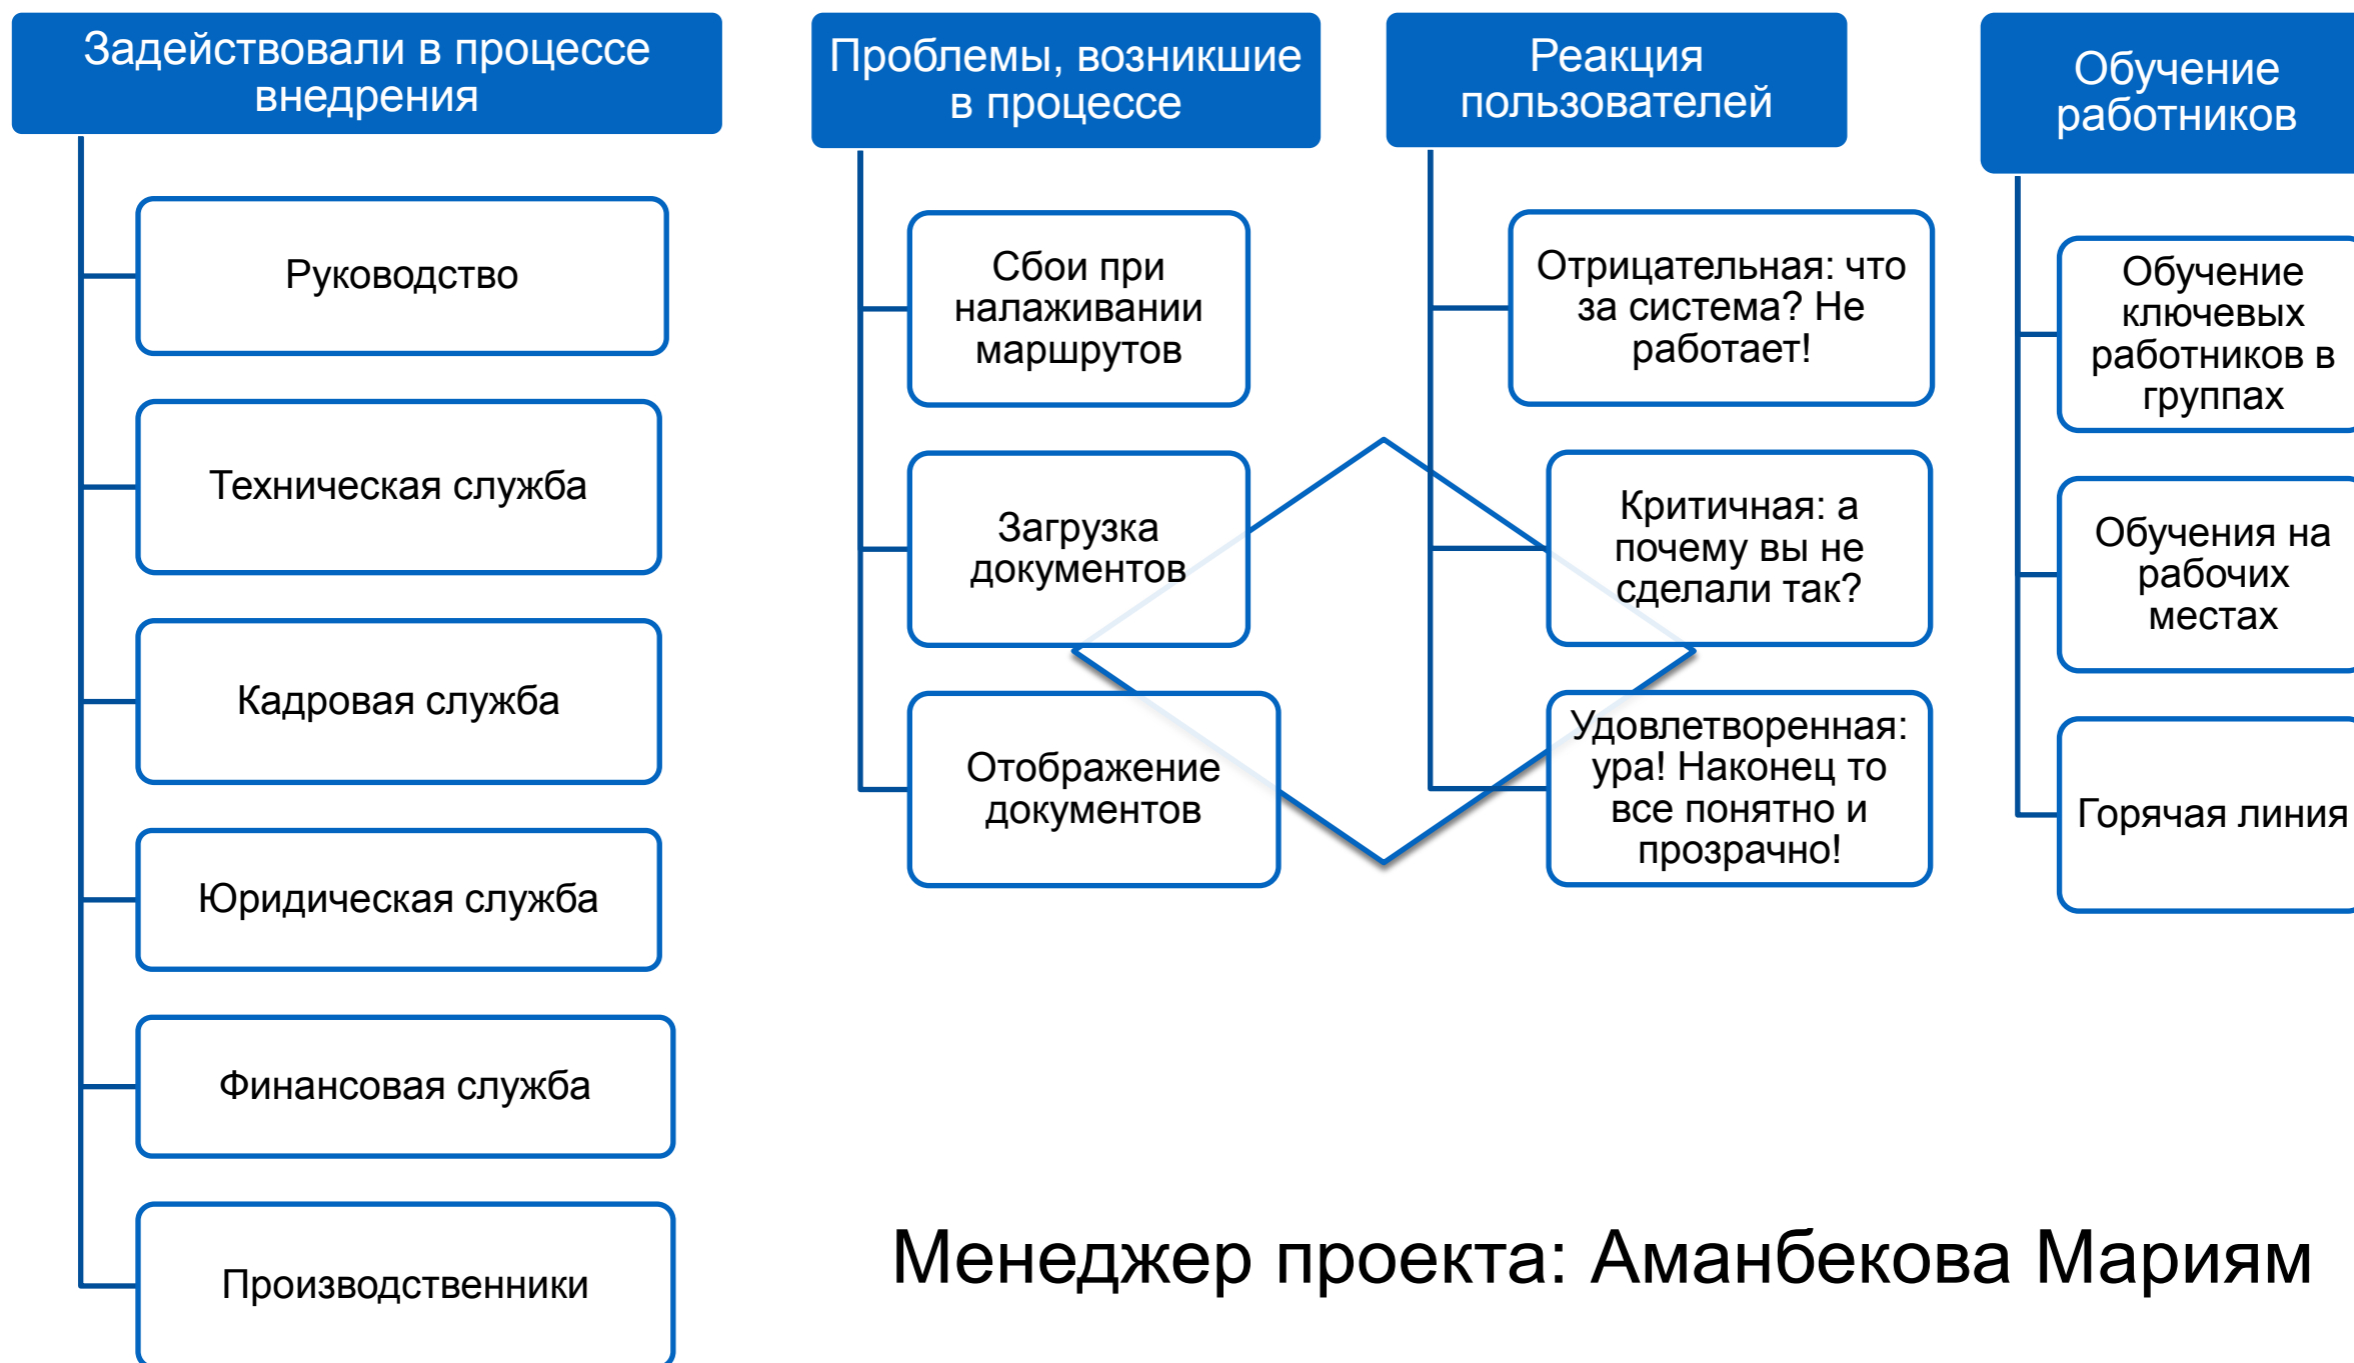 Задействовали в процессе
внедрения
Руководство
Техническая служба
Кадровая служба
Юридическая служба
Финансовая служба
Производственники
Проблемы, возникшие
в процессе
Сбои при
налаживании
маршрутов
Загрузка
документов
Отображение
документов
Реакция
пользователей
Отрицательная: что
за система? Не
работает!
Критичная: а
почему вы не
сделали так?
Удовлетворенная:
ура! Наконец то
все понятно и
прозрачно!
Обучение
работников
Обучение
ключевых
работников в
группах
Обучения на
рабочих
местах
Горячая линия
Менеджер проекта: Аманбекова Мариям